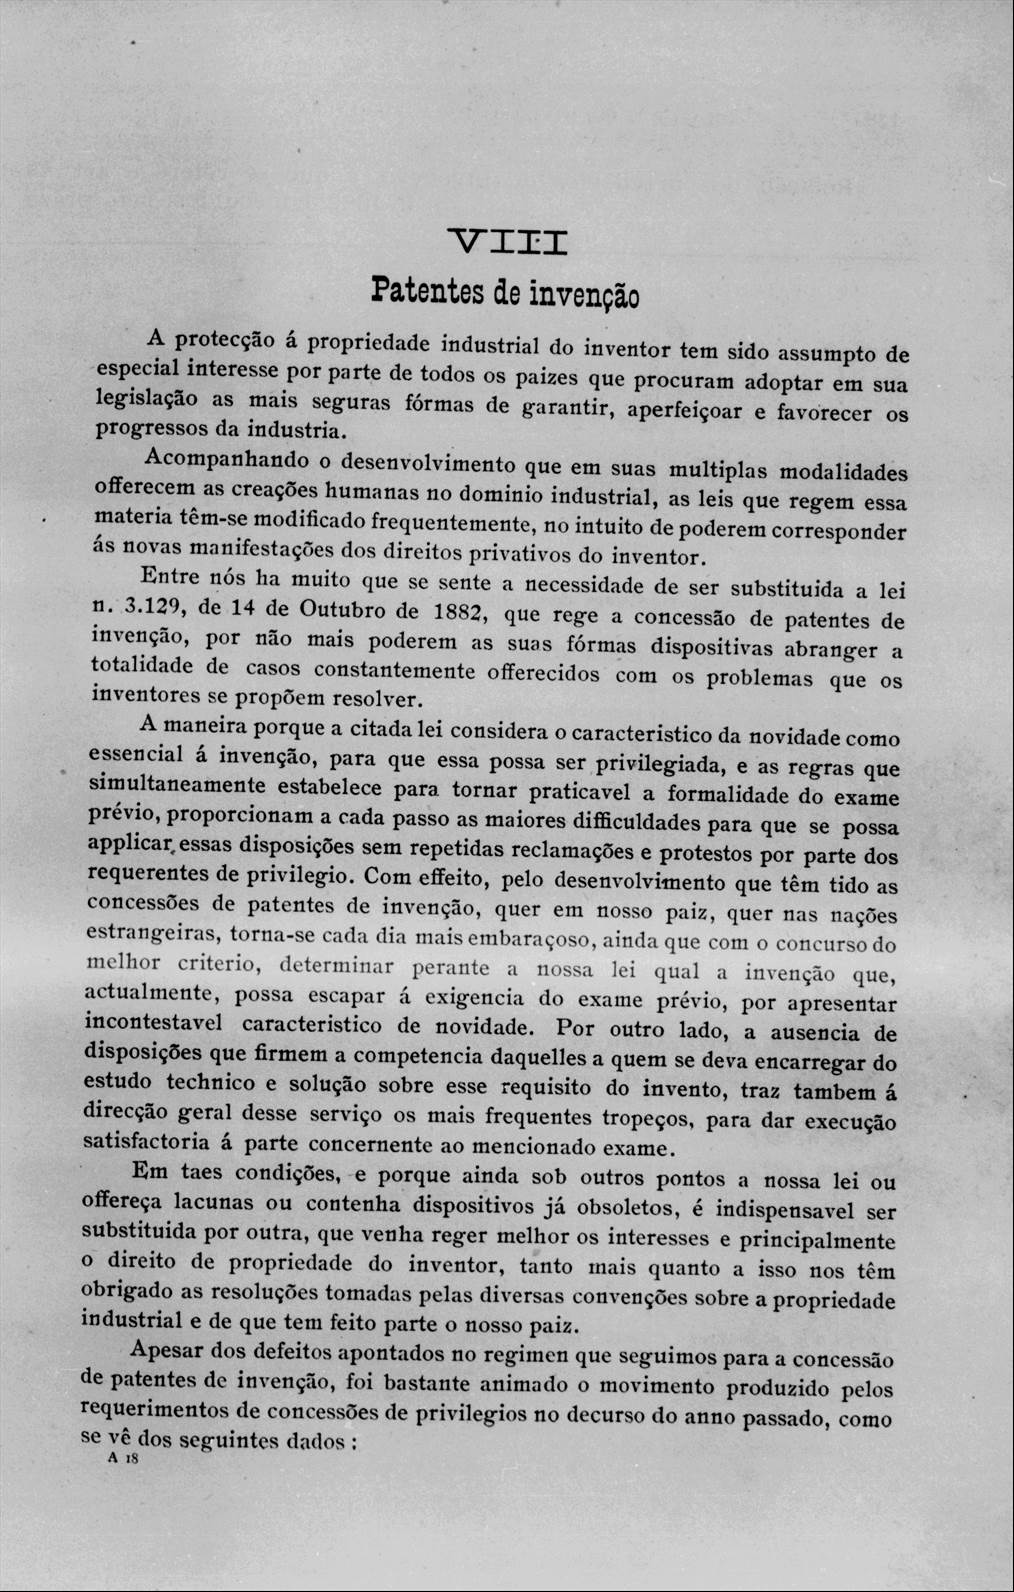 VIII
Patentes de invenção
A protecção á propriedade industrial do inventor tem sido assumpto de
especial interesse por parte de todos os paizes que procuram adoptar em sua
legislação as mais seguras fórmas de garantir, aperfeiçoar e favorecer os
progressos da industria.
Acompanhando o desenvolvimento que em suas multiplas modalidades
offerecem as creações humanas no dominio industrial, as leis que regem essa
materia têm-se modificado frequentemente, no intuito de poderem corresponder
ás novas manifestações dos direitos privativos do inventor.
Entre nós ha muito que se sente a necessidade de ser substituida a lei
n. 3.129, de 14 de Outubro de 1882, que rege a concessão de patentes de
invenção, por não mais poderem as suas fórmas dispositivas abranger a
totalidade de casos constantemente offerecidos com os problemas que os
inventores se propõem resolver.
A maneira porque a citada lei considera o caracteristico da novidade como
essencial á invenção, para que essa possa ser privilegiada, e as regras que
simultaneamente estabelece para tornar praticavel a formalidade do exame
prévio, proporcionam a cada passo as maiores difficuldades para que se possa
applicar essas disposições sem repetidas reclamações e protestos por parte dos
requerentes de privilegio. Com effeito, pelo desenvolvimento que têm tido as
concessões de patentes de invenção, quer em nosso paiz, quer nas nações
estrangeiras, torna-se cada dia mais embaraçoso, ainda que com o concurso do
melhor criterio, determinar perante a nossa lei qual a invenção que,
actualmente, possa escapar á exigencia do exame prévio, por apresentar
incontestavel caracteristico de novidade. Por outro lado, a ausencia de
disposições que firmem a competencia daquelles a quem se deva encarregar do
estudo technico e solução sobre esse requisito do invento, traz tambem á
direcção geral desse serviço os mais frequentes tropeços, para dar execução
satisfactoria á parte concernente ao mencionado exame.
Em taes condições, e porque ainda sob outros pontos a nossa lei ou
offereça lacunas ou contenha dispositivos já obsoletos, é indispensavel ser
substituida por outra, que venha reger melhor os interesses e principalmente
o direito de propriedade do inventor, tanto mais quanto a isso nos têm
obrigado as resoluções tomadas pelas diversas convenções sobre a propriedade
industrial e de que tem feito parte o nosso paiz.
Apesar dos defeitos apontados no regimen que seguimos para a concessão
de patentes de invenção, foi bastante animado o movimento produzido pelos
requerimentos de concessões de privilegios no decurso do anno passado, como
se vê dos seguintes dados :
A 18